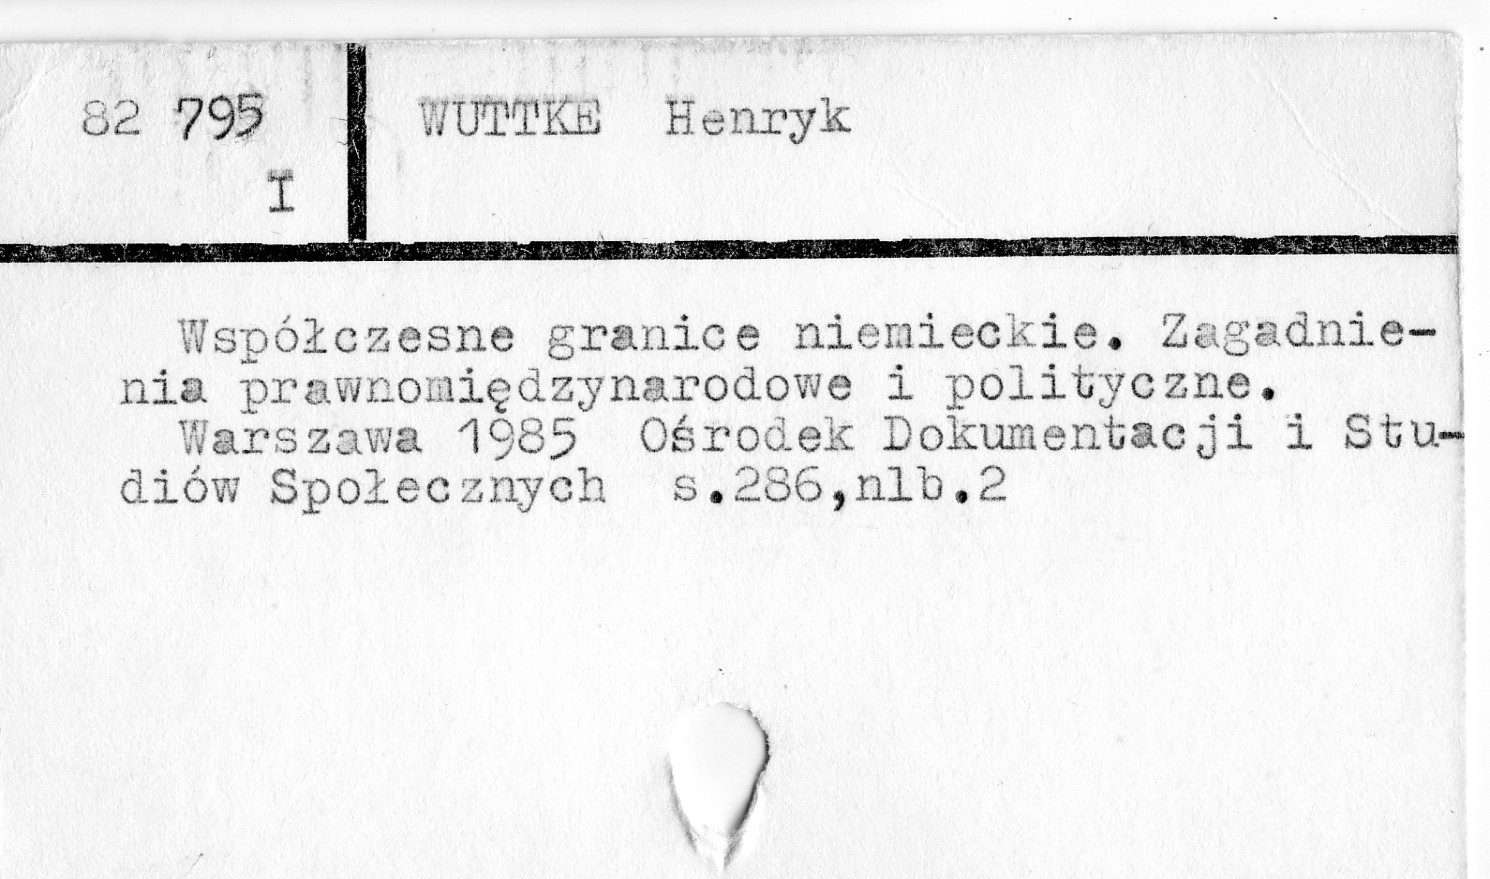 82 795
I
WUTTKE Henryk
Współczesne granice niemieckie. Zagadnie-
nia prawnomiędzynarodowe i polityczne.
Warszawa 1985 Ośrodek Dokumentacji i Stu-
diów Społecznych s.286,nlb.2